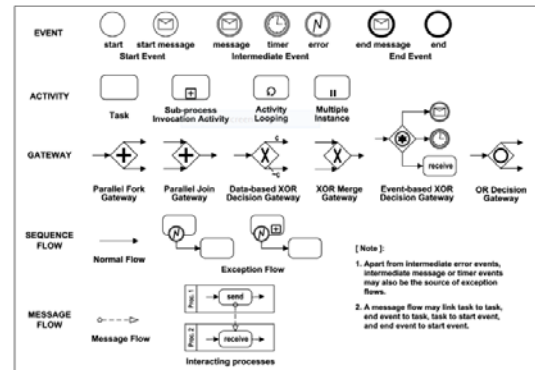 EVENT
start start message message timer error end message end
Start Event Intermediate Event End Event
ACTIVITY
Task Sub-process Activity Multiple
Invocation Activity Looping Instance
GATEWAY
receive
Parallel Fork Parallel Join Data-based XOR XOR Merge Event-based XOR OR Decision
Gateway Gateway Decision Gateway Gateway Decision Gateway Gateway
SEQUENCE
FLOW
Normal Flow Exception Flow
[ Note ]:
1. Apart from intermediate error events,
intermediate message or timer events
may also be the source of exception
flows.
2. A message flow may link task to task,
end event to task, task to start event,
and end event to start event.
MESSAGE
FLOW
Message Flow
Proc. 1 send
Proc. 2 receive
Interacting processes